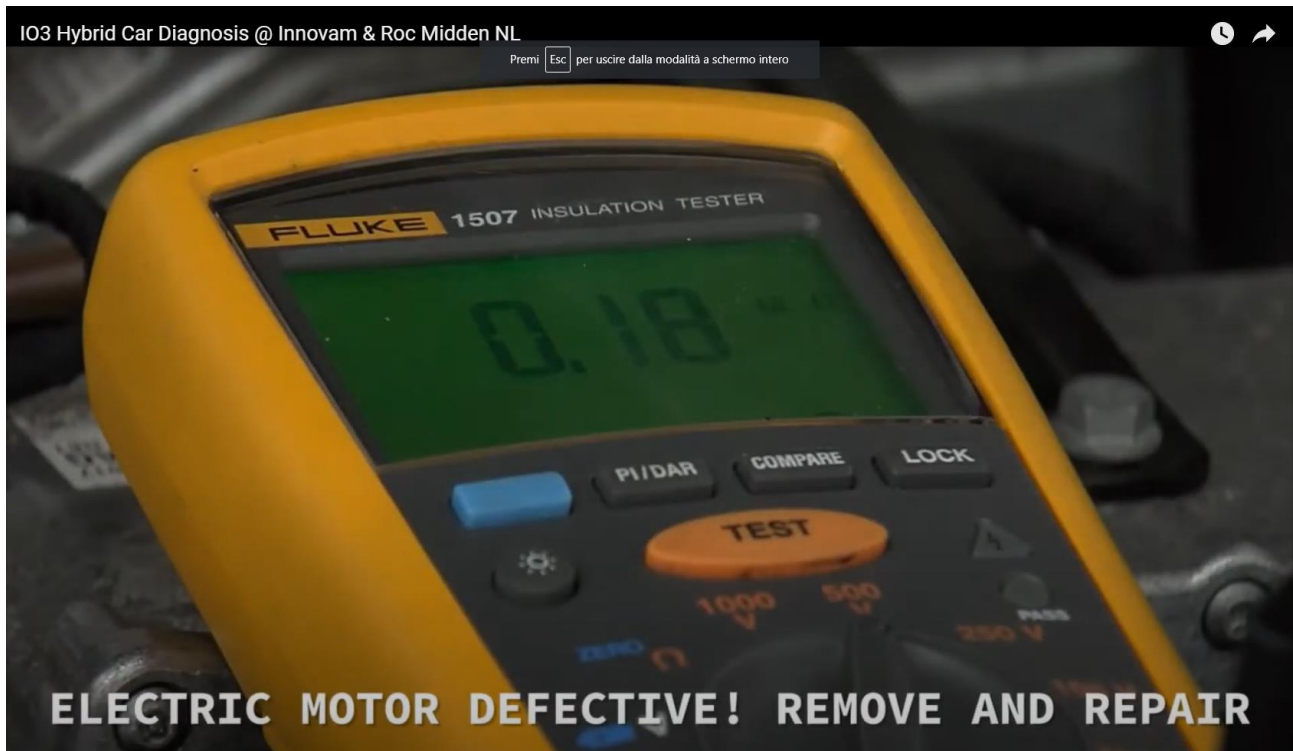 IO3 Hybrid Car Diagnosis @ Innovam & Roc Midden NL
Premi Esc per uscire dalla modalità a schermo intero
FLUKE 1507 INSULATION TESTER
0.18
PI/DAR COMPARE LOCK
TEST
1000 V 500 V
PASS
250 V
ZERO Ω
ELECTRIC MOTOR DEFECTIVE! REMOVE AND REPAIR